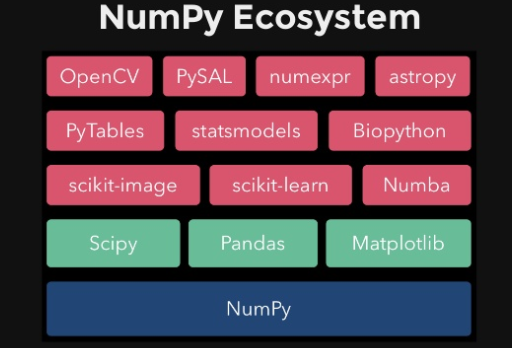 NumPy Ecosystem
OpenCV PySAL numexpr astropy
PyTables statsmodels Biopython
scikit-image scikit-learn Numba
Scipy Pandas Matplotlib
NumPy